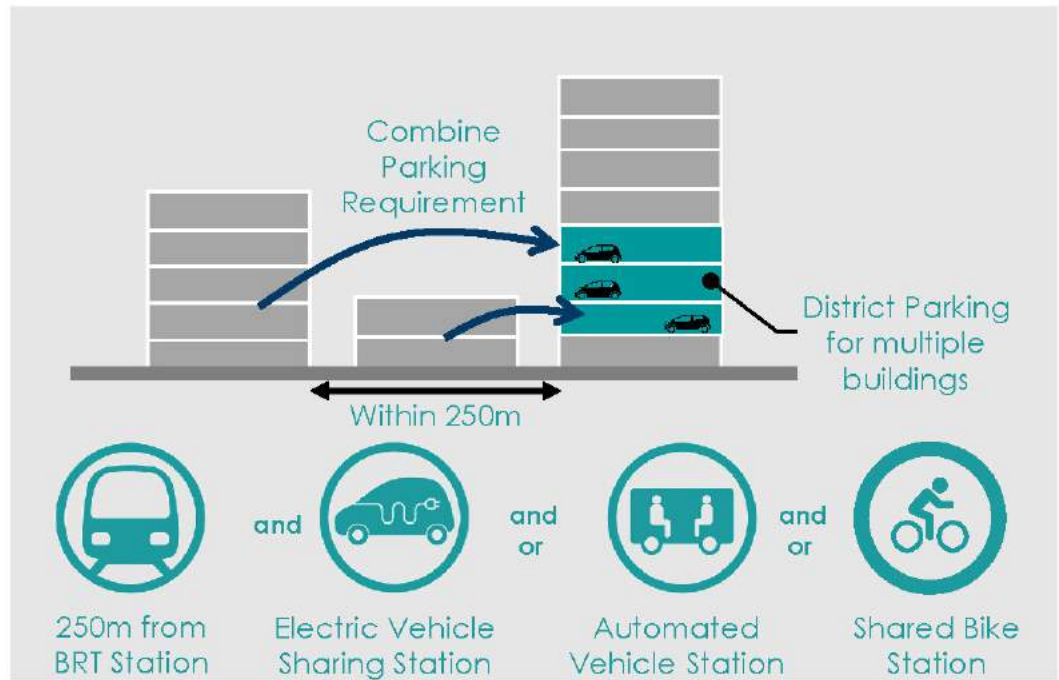 Combine
Parking
Requirement
District Parking
for multiple
buildings
Within 250m
and
and
or
and
or
250m from
BRT Station
Electric Vehicle
Sharing Station
Automated
Vehicle Station
Shared Bike
Station